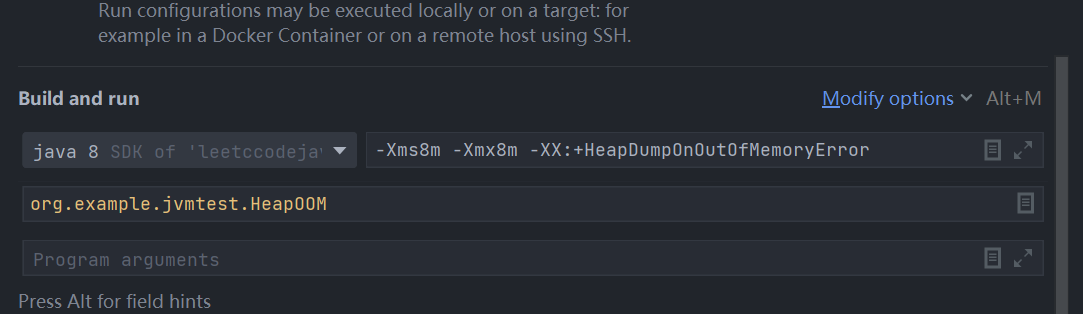 Run configurations may be executed locally or on a target: for
example in a Docker Container or on a remote host using SSH.
Build and run Modify options Alt+M
java 8 SDK of 'leetccodeja -Xms8m -Xmx8m -XX:+HeapDumpOnOutOfMemoryError
org.example.jvmtest.HeapOOM
Program arguments
Press Alt for field hints